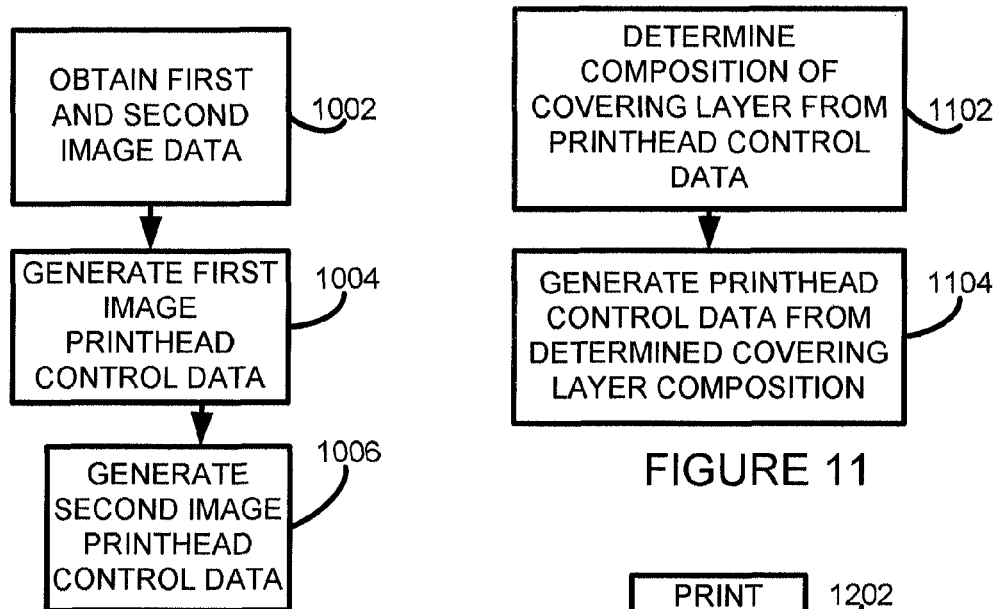 OBTAIN FIRST
AND SECOND
IMAGE DATA
1002
GENERATE FIRST
IMAGE
PRINTHEAD
CONTROL DATA
1004
GENERATE
SECOND IMAGE
PRINTHEAD
CONTROL DATA
1006
DETERMINE
COMPOSITION OF
COVERING LAYER FROM
PRINTHEAD CONTROL
DATA
1102
GENERATE PRINTHEAD
CONTROL DATA FROM
DETERMINED COVERING
LAYER COMPOSITION
1104
FIGURE 11
PRINT
1202